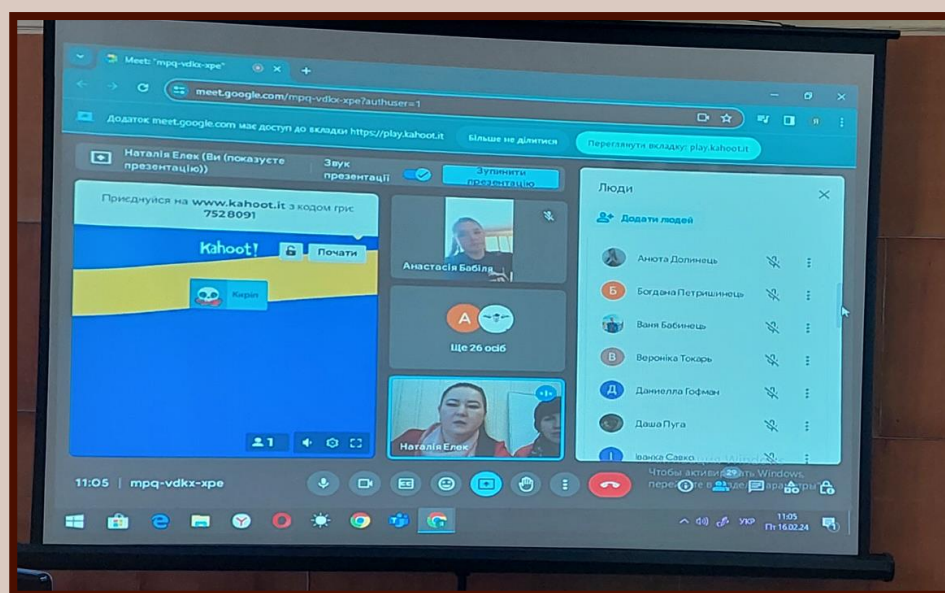 Meet: "mpq-vdkx-xpe"
meet.google.com/mpq-vdkx-xpe?authuser=1
Додаток meet.google.com має доступ до вкладки https://play.kahoot.it
Більше не ділитися
Переглянути вкладку: play.kahoot.it
Наталія Елек (Ви (показуєте
презентацію))
Звук
презентації
Зупинити
презентацію
Приєднуйся на www.kahoot.it з кодом гри:
7528091
Kahoot!
Почати
Кирил
1
Анастасія Бабіля
А
Ще 26 осіб
Наталія Елек
Люди
Додати людей
Анюта Долинець
Б
Богдана Петришинець
Ваня Бабинець
В
Вероніка Токарь
Д
Даниелла Гофман
Даша Пуга
І
Іванка Савко
Чтобы активировать Windows,
11:05 | mpq-vdkx-xpe
29
УКР
11:05
Пт 16.02.24